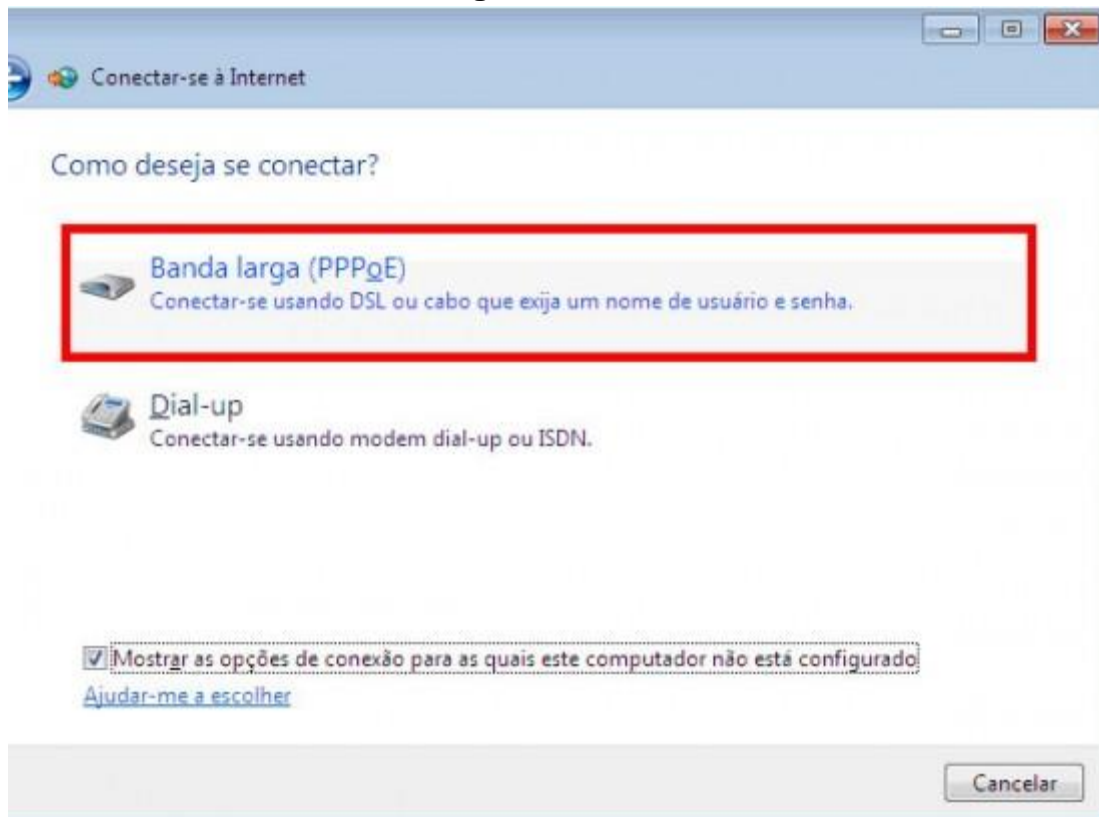 Conectar-se à Internet
Como deseja se conectar?
Banda larga (PPPoE)
Conectar-se usando DSL ou cabo que exija um nome de usuário e senha.
Dial-up
Conectar-se usando modem dial-up ou ISDN.
Mostrar as opções de conexão para as quais este computador não está configurado
Ajudar-me a escolher
Cancelar